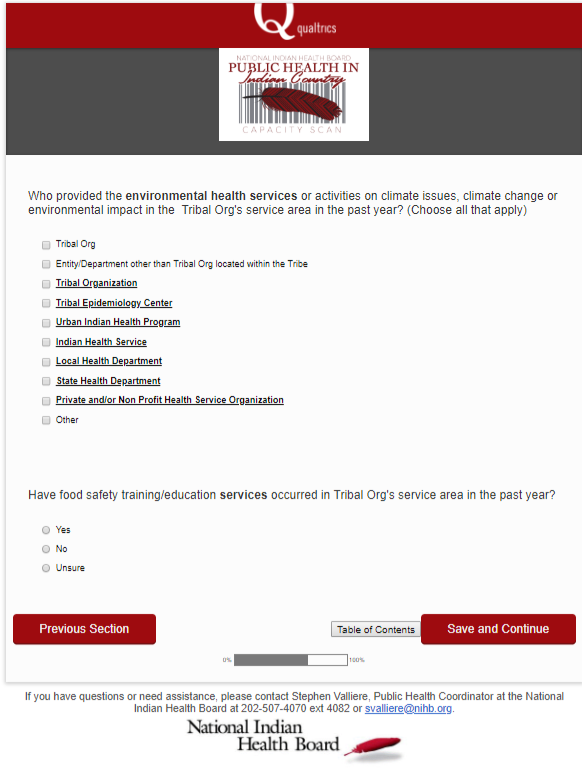 qualtrics
NATIONAL INDIAN HEALTH BOARD
PUBLIC HEALTH IN
Indian Country
CAPACITY SCAN
Who provided the environmental health services or activities on climate issues, climate change or
environmental impact in the Tribal Org's service area in the past year? (Choose all that apply)
Tribal Org
Entity/Department other than Tribal Org located within the Tribe
Tribal Organization
Tribal Epidemiology Center
Urban Indian Health Program
Indian Health Service
Local Health Department
State Health Department
Private and/or Non Profit Health Service Organization
Other
Have food safety training/education services occurred in Tribal Org's service area in the past year?
Yes
No
Unsure
Previous Section
Table of Contents
Save and Continue
0%
100%
If you have questions or need assistance, please contact Stephen Valliere, Public Health Coordinator at the National
Indian Health Board at 202-507-4070 ext 4082 or svalliere@nihb.org.
National Indian
Health Board